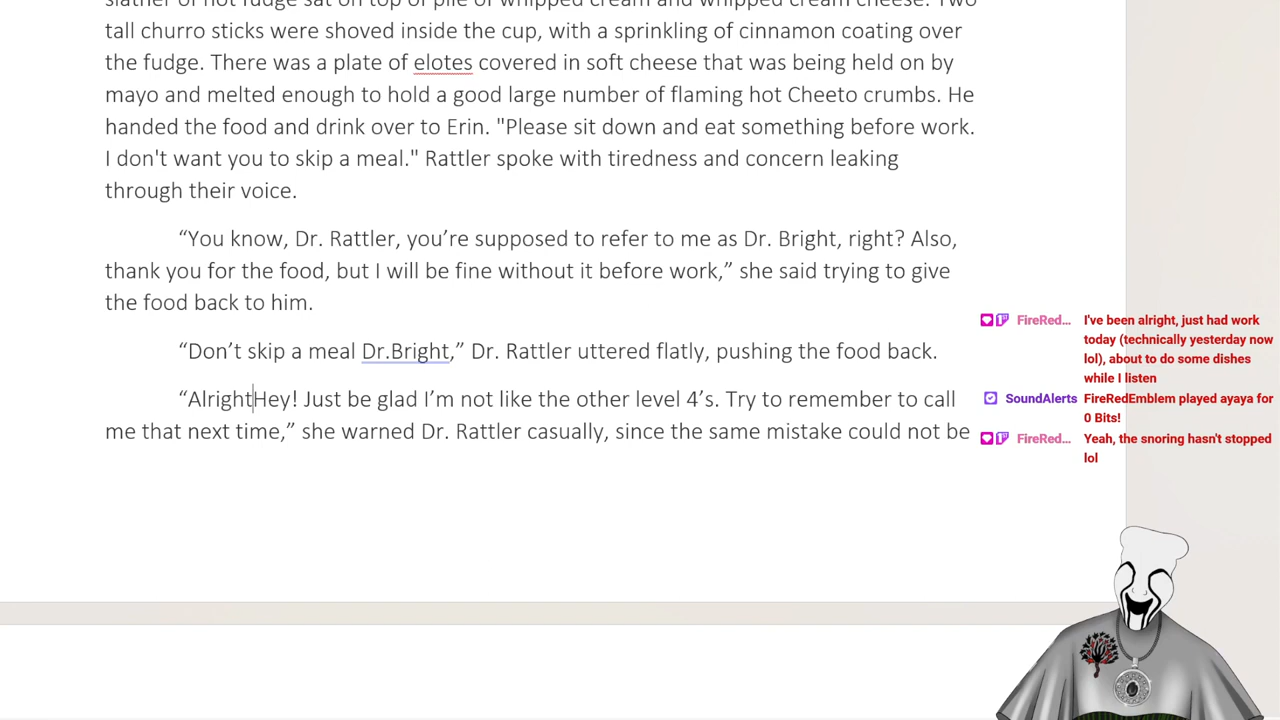 slather of hot fudge sat on top of pile of whipped cream and whipped cream cheese. Two
tall churro sticks were shoved inside the cup, with a sprinkling of cinnamon coating over
the fudge. There was a plate of elotes covered in soft cheese that was being held on by
mayo and melted enough to hold a good large number of flaming hot Cheeto crumbs. He
handed the food and drink over to Erin. "Please sit down and eat something before work.
I don't want you to skip a meal." Rattler spoke with tiredness and concern leaking
through their voice.
“You know, Dr. Rattler, you’re supposed to refer to me as Dr. Bright, right? Also,
thank you for the food, but I will be fine without it before work,” she said trying to give
the food back to him.
“Don’t skip a meal Dr.Bright,” Dr. Rattler uttered flatly, pushing the food back.
“AlrightHey! Just be glad I’m not like the other level 4’s. Try to remember to call
me that next time,” she warned Dr. Rattler casually, since the same mistake could not be
FireRed... I've been alright, just had work
today (technically yesterday now
lol), about to do some dishes
while I listen
SoundAlerts FireRedEmblem played ayaya for
0 Bits!
FireRed... Yeah, the snoring hasn't stopped
lol